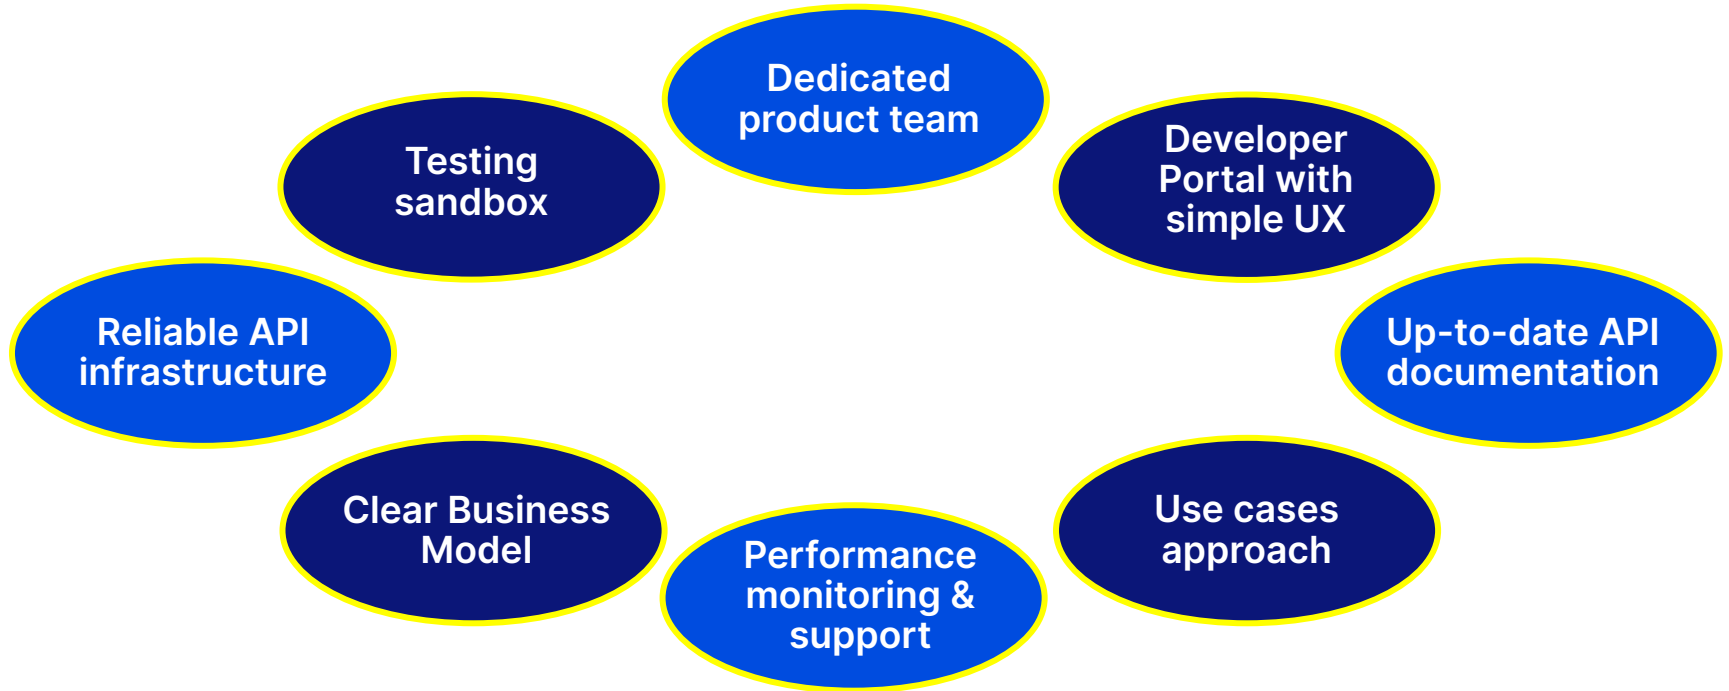 Dedicated
product team
Testing
sandbox
Developer
Portal with
simple UX
Reliable API
infrastructure
Up-to-date API
documentation
Clear Business
Model
Use cases
approach
Performance
monitoring &
support